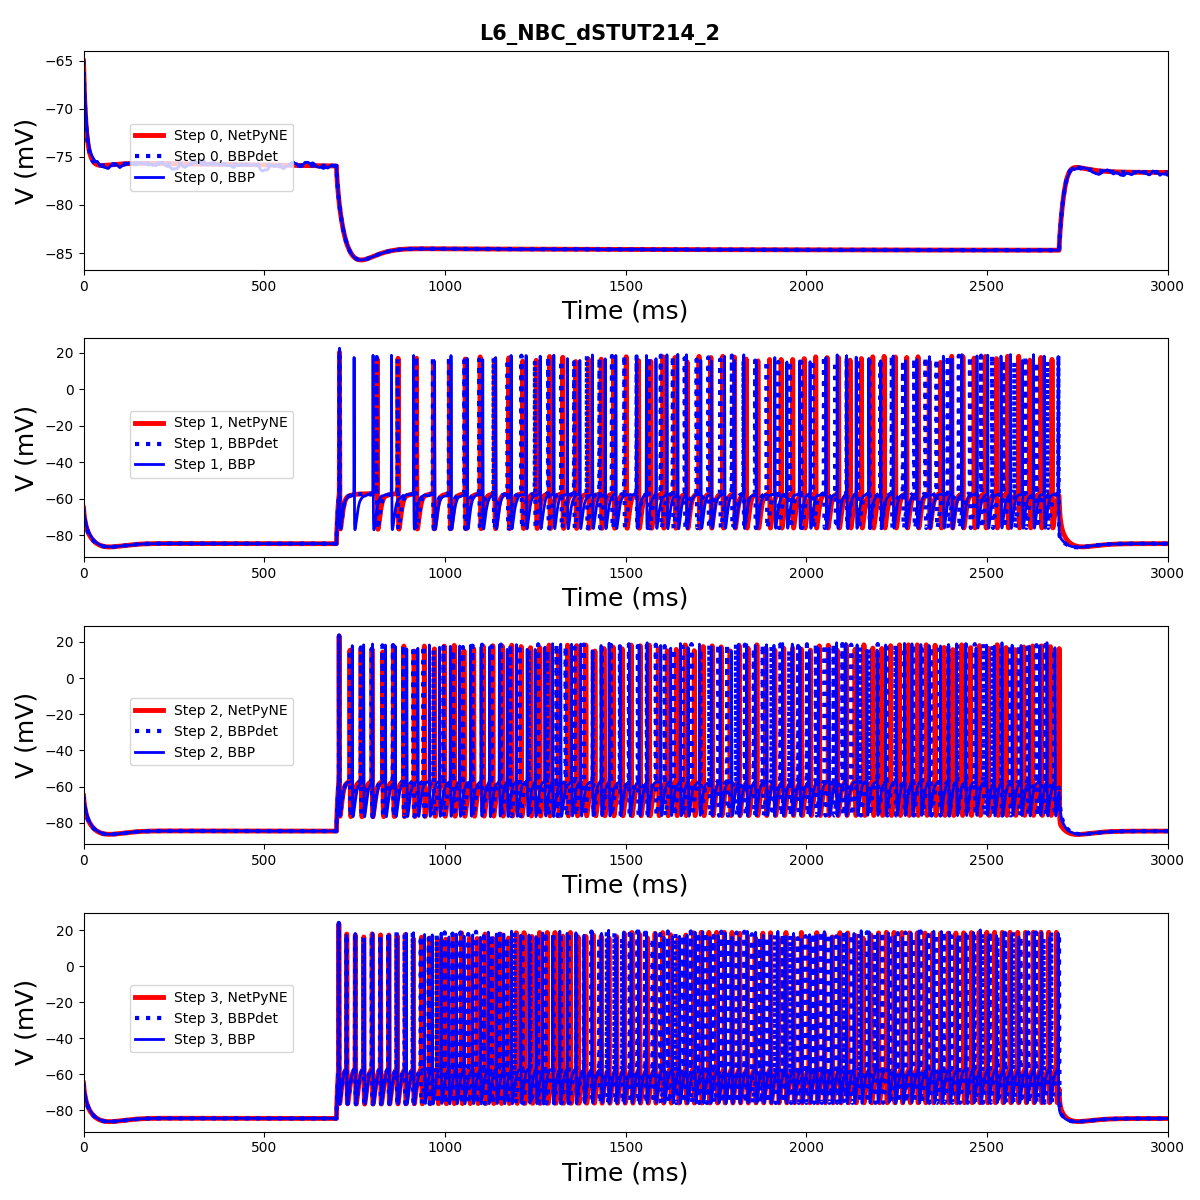 L6_NBC_dSTUT214_2
−65
−70
−75
−80
−85
V (mV)
Step 0, NetPyNE
Step 0, BBPdet
Step 0, BBP
0 500 1000 1500 2000 2500 3000
Time (ms)
20
0
−20
−40
−60
−80
V (mV)
Step 1, NetPyNE
Step 1, BBPdet
Step 1, BBP
0 500 1000 1500 2000 2500 3000
Time (ms)
20
0
−20
−40
−60
−80
V (mV)
Step 2, NetPyNE
Step 2, BBPdet
Step 2, BBP
0 500 1000 1500 2000 2500 3000
Time (ms)
20
0
−20
−40
−60
−80
V (mV)
Step 3, NetPyNE
Step 3, BBPdet
Step 3, BBP
0 500 1000 1500 2000 2500 3000
Time (ms)